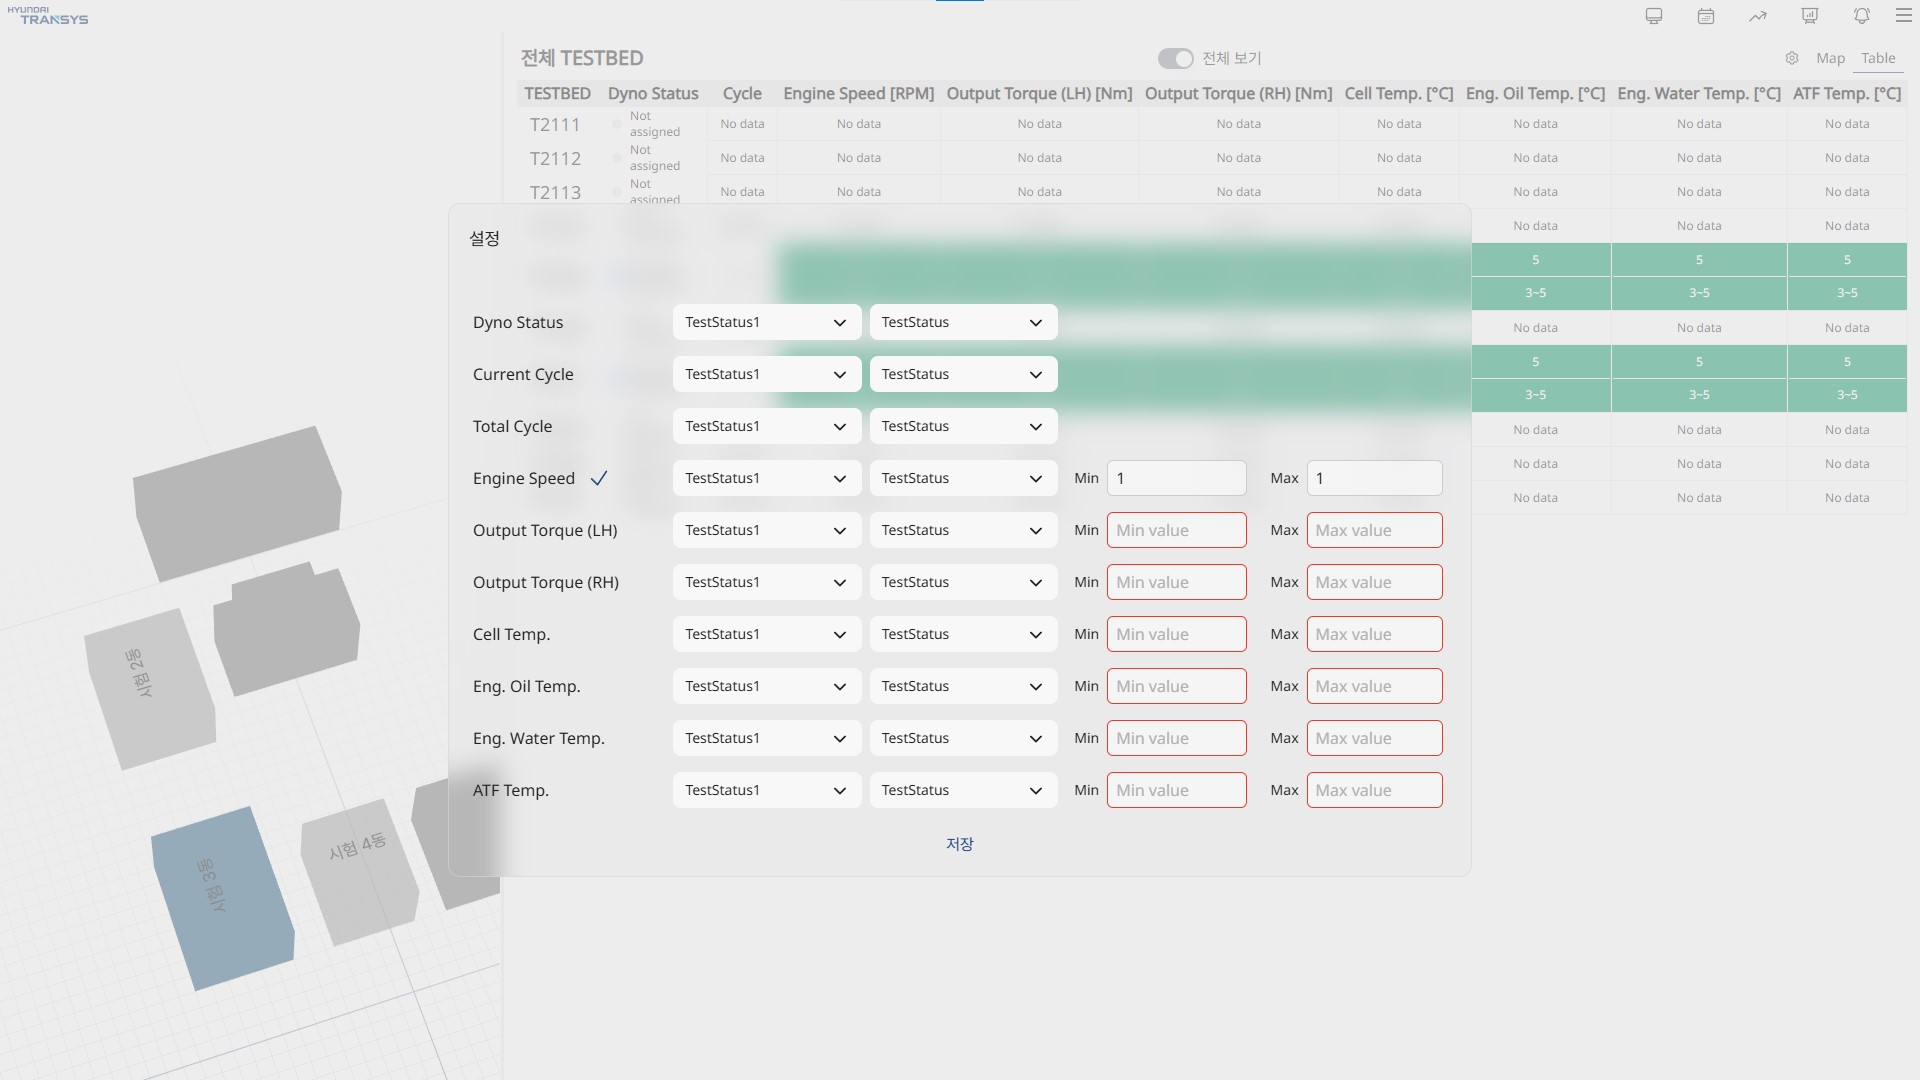 HYUNDAI
TRANSYS
전체 TESTBED
전체 보기
Map
Table
TESTBED Dyno Status Cycle Engine Speed [RPM] Output Torque (LH) [Nm] Output Torque (RH) [Nm] Cell Temp. [°C] Eng. Oil Temp. [°C] Eng. Water Temp. [°C] ATF Temp. [°C]
T2111 Not assigned No data No data No data No data No data No data No data No data
T2112 Not assigned No data No data No data No data No data No data No data No data
T2113 Not assigned No data No data No data No data No data No data No data No data
No data No data No data
5 5 5
3~5 3~5 3~5
No data No data No data
5 5 5
3~5 3~5 3~5
No data No data No data
No data No data No data
No data No data No data
설정
Dyno Status TestStatus1 TestStatus
Current Cycle TestStatus1 TestStatus
Total Cycle TestStatus1 TestStatus
Engine Speed TestStatus1 TestStatus Min 1 Max 1
Output Torque (LH) TestStatus1 TestStatus Min Min value Max Max value
Output Torque (RH) TestStatus1 TestStatus Min Min value Max Max value
Cell Temp. TestStatus1 TestStatus Min Min value Max Max value
Eng. Oil Temp. TestStatus1 TestStatus Min Min value Max Max value
Eng. Water Temp. TestStatus1 TestStatus Min Min value Max Max value
ATF Temp. TestStatus1 TestStatus Min Min value Max Max value
저장
시험 2동
시험 3동
시험 4동